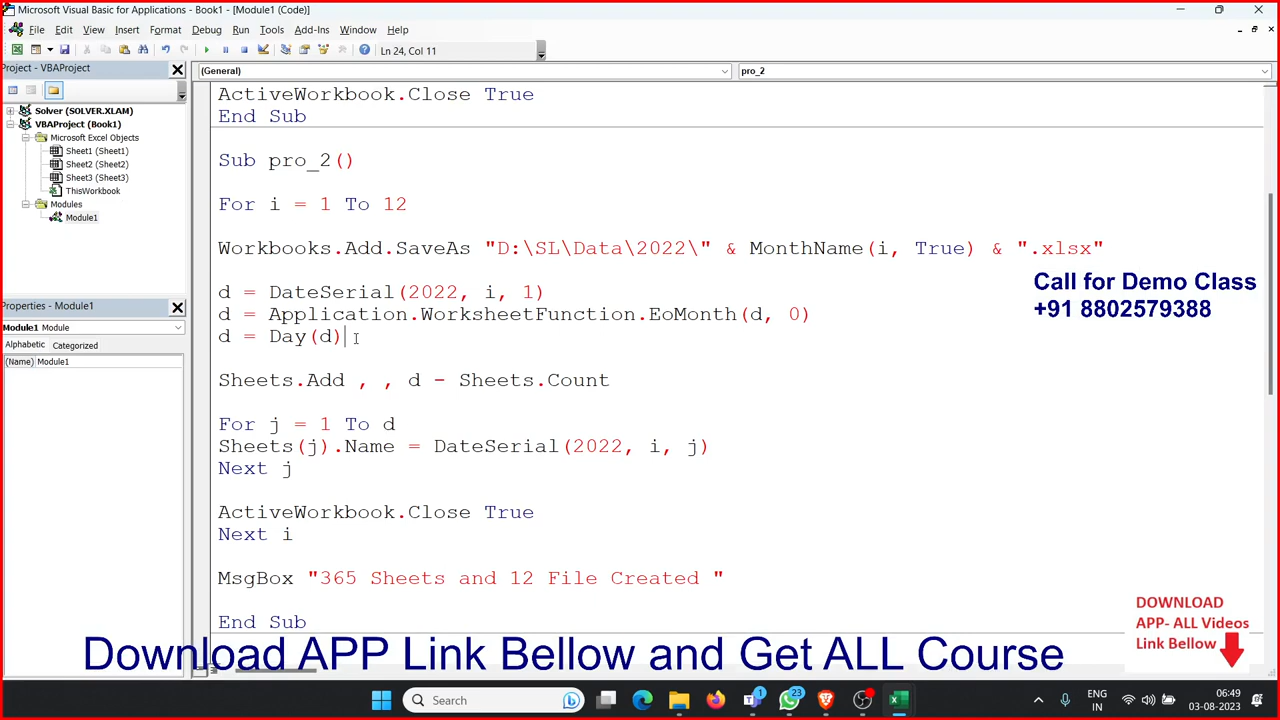 Microsoft Visual Basic for Applications - Book1 - [Module1 (Code)]
File Edit View Insert Format Debug Run Tools Add-Ins Window Help
Ln 24, Col 11
Project - VBAProject
(General)
pro_2
Solver (SOLVER.XLAM)
VBAProject (Book1)
Microsoft Excel Objects
Sheet1 (Sheet1)
Sheet2 (Sheet2)
Sheet3 (Sheet3)
ThisWorkbook
Modules
Module1
Properties - Module1
Module1 Module
Alphabetic Categorized
(Name) Module1
ActiveWorkbook.Close True
End Sub
Sub pro_2()
For i = 1 To 12
Workbooks.Add.SaveAs "D:\SL\Data\2022\" & MonthName(i, True) & ".xlsx"
d = DateSerial(2022, i, 1)
d = Application.WorksheetFunction.EoMonth(d, 0)
d = Day(d)
Sheets.Add , , d - Sheets.Count
For j = 1 To d
Sheets(j).Name = DateSerial(2022, i, j)
Next j
ActiveWorkbook.Close True
Next i
MsgBox "365 Sheets and 12 File Created "
End Sub
Call for Demo Class
+91 8802579388
DOWNLOAD
APP- ALL Videos
Link Bellow
Download APP Link Bellow and Get ALL Course
Search
1
23
ENG
IN
06:49
03-08-2023